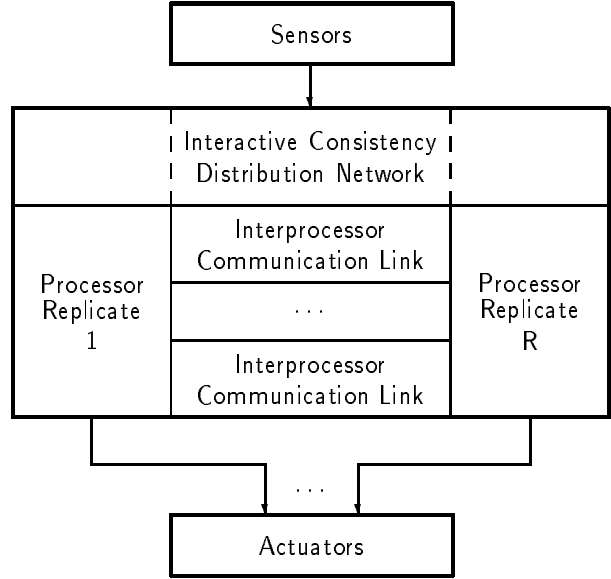 Sensors
Interactive Consistency
Distribution Network
Interprocessor
Communication Link
Processor
Replicate
1
. . .
Processor
Replicate
R
Interprocessor
Communication Link
. . .
Actuators